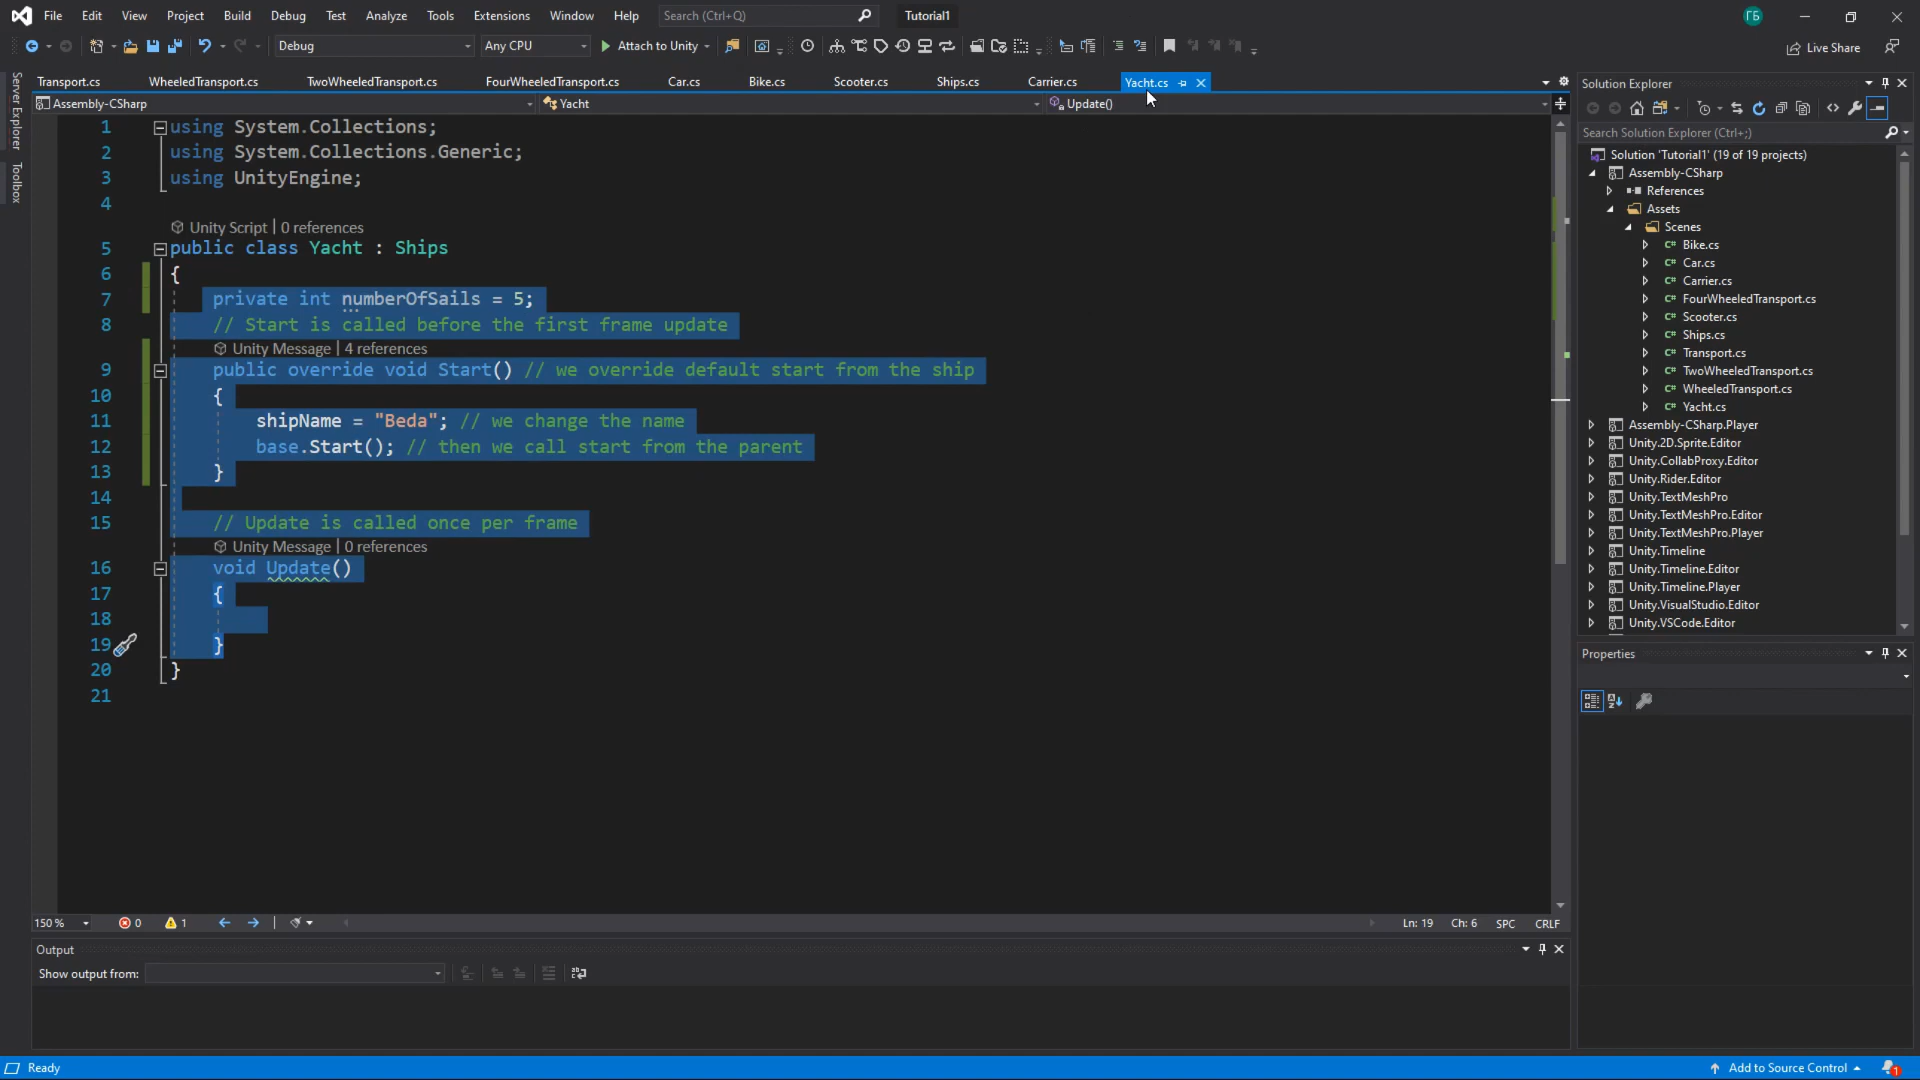 File Edit View Project Build Debug Test Analyze Tools Extensions Window Help Search (Ctrl+Q) Tutorial1 ГБ
Debug Any CPU Attach to Unity Live Share
Transport.cs WheeledTransport.cs TwoWheeledTransport.cs FourWheeledTransport.cs Car.cs Bike.cs Scooter.cs Ships.cs Carrier.cs Yacht.cs
Assembly-CSharp Yacht Update()
Server Explorer
Toolbox
1 using System.Collections;
2 using System.Collections.Generic;
3 using UnityEngine;
4
Unity Script | 0 references
5 public class Yacht : Ships
6 {
7 private int numberOfSails = 5;
8 // Start is called before the first frame update
Unity Message | 4 references
9 public override void Start() // we override default start from the ship
10 {
11 shipName = "Beda"; // we change the name
12 base.Start(); // then we call start from the parent
13 }
14
15 // Update is called once per frame
Unity Message | 0 references
16 void Update()
17 {
18
19 }
20 }
21
150 % 0 1 Ln: 19 Ch: 6 SPC CRLF
Output
Show output from:
Ready
Solution Explorer
Search Solution Explorer (Ctrl+;)
Solution 'Tutorial1' (19 of 19 projects)
Assembly-CSharp
References
Assets
Scenes
Bike.cs
Car.cs
Carrier.cs
FourWheeledTransport.cs
Scooter.cs
Ships.cs
Transport.cs
TwoWheeledTransport.cs
WheeledTransport.cs
Yacht.cs
Assembly-CSharp.Player
Unity.2D.Sprite.Editor
Unity.CollabProxy.Editor
Unity.Rider.Editor
Unity.TextMeshPro
Unity.TextMeshPro.Editor
Unity.TextMeshPro.Player
Unity.Timeline
Unity.Timeline.Editor
Unity.Timeline.Player
Unity.VisualStudio.Editor
Unity.VSCode.Editor
Properties
Add to Source Control 1